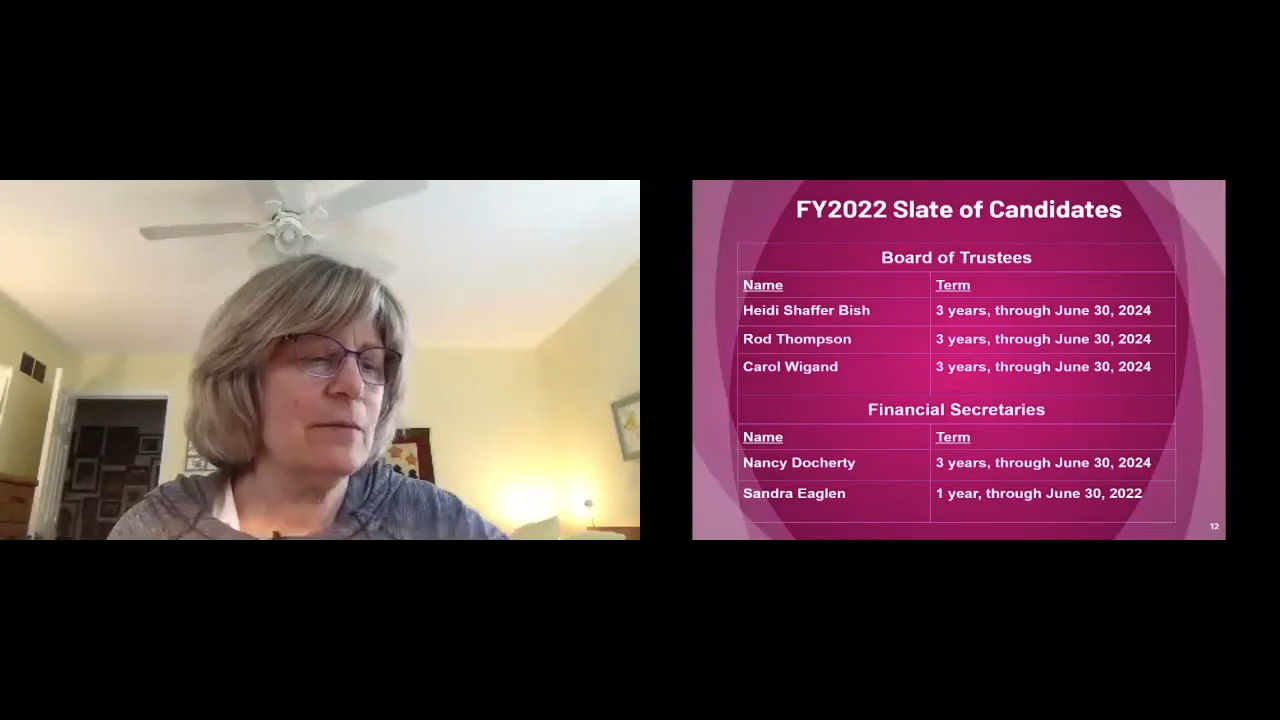 FY2022 Slate of Candidates
Board of Trustees
Name Term
Heidi Shaffer Bish 3 years, through June 30, 2024
Rod Thompson 3 years, through June 30, 2024
Carol Wigand 3 years, through June 30, 2024
Financial Secretaries
Name Term
Nancy Docherty 3 years, through June 30, 2024
Sandra Eaglen 1 year, through June 30, 2022
12